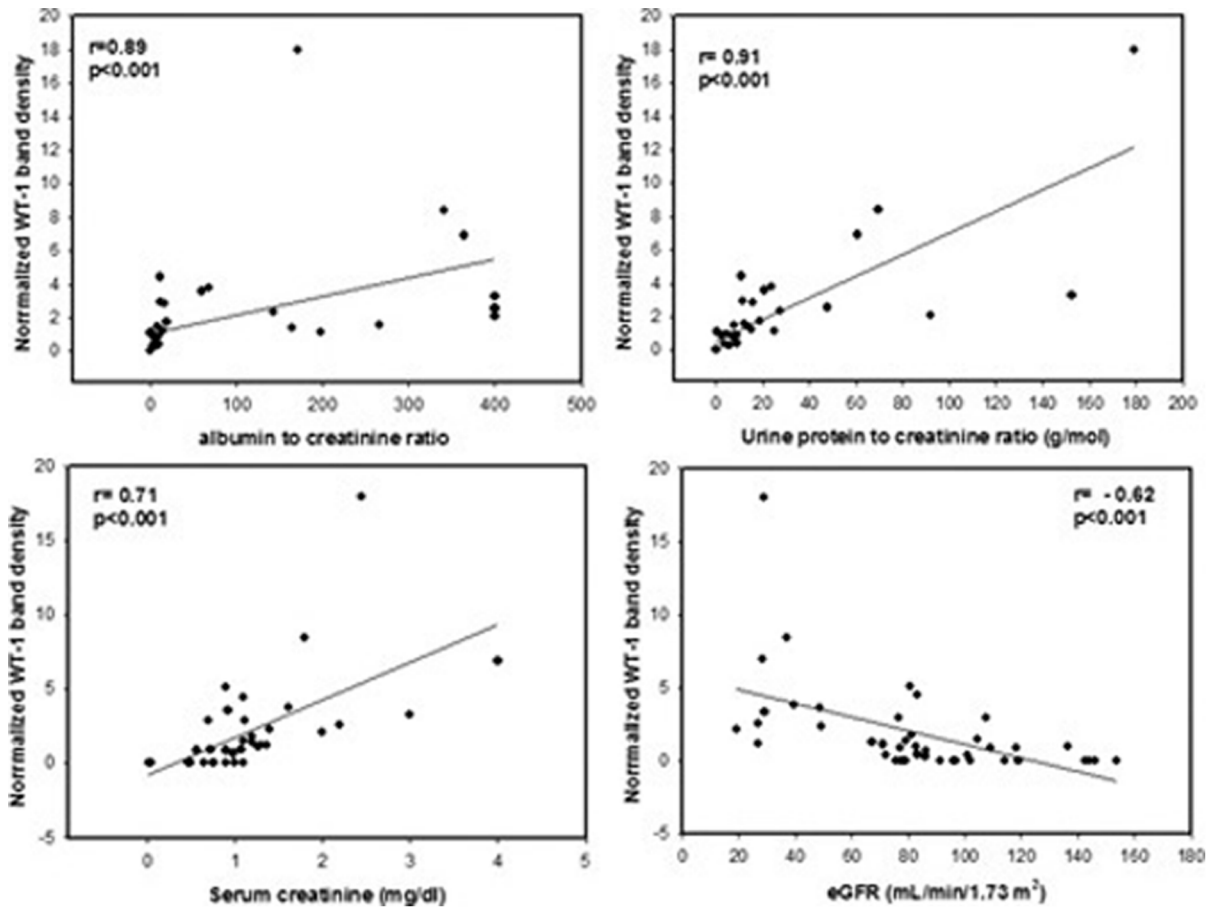 Norrmalized WT-1 band density
20
18
16
14
12
10
8
6
4
2
0
r=0.89
p<0.001
0 100 200 300 400 500
albumin to creatinine ratio
Norrmalized WT-1 band density
20
18
16
14
12
10
8
6
4
2
0
r= 0.91
p<0.001
0 20 40 60 80 100 120 140 160 180 200
Urine protein to creatinine ratio (g/mol)
Norrmalized WT-1 band density
20
15
10
5
0
-5
r= 0.71
p<0.001
0 1 2 3 4 5
Serum creatinine (mg/dl)
Norrmalized WT-1 band density
20
15
10
5
0
-5
r= - 0.62
p<0.001
0 20 40 60 80 100 120 140 160 180
eGFR (mL/min/1.73 m²)